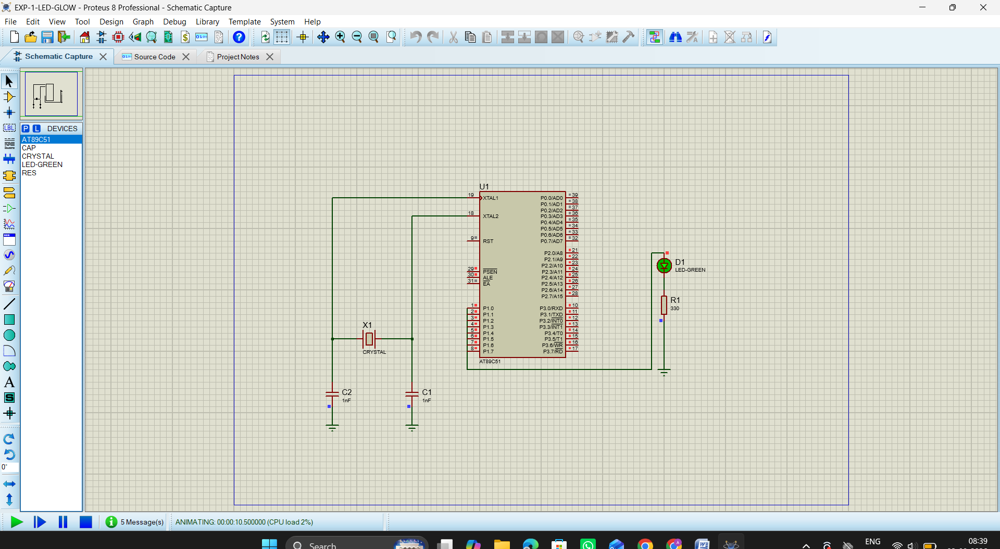 EXP-1-LED-GLOW - Proteus 8 Professional - Schematic Capture
File Edit View Tool Design Graph Debug Library Template System Help
Schematic Capture Source Code Project Notes
P L DEVICES
AT89C51
CAP
CRYSTAL
LED-GREEN
RES
LBL
A
S
0°
U1
19 XTAL1
18 XTAL2
9 RST
29 PSEN
30 ALE
31 EA
1 P1.0
2 P1.1
3 P1.2
4 P1.3
5 P1.4
6 P1.5
7 P1.6
8 P1.7
P0.0/AD0 39
P0.1/AD1 38
P0.2/AD2 37
P0.3/AD3 36
P0.4/AD4 35
P0.5/AD5 34
P0.6/AD6 33
P0.7/AD7 32
P2.0/A8 21
P2.1/A9 22
P2.2/A10 23
P2.3/A11 24
P2.4/A12 25
P2.5/A13 26
P2.6/A14 27
P2.7/A15 28
P3.0/RXD 10
P3.1/TXD 11
P3.2/INT0 12
P3.3/INT1 13
P3.4/T0 14
P3.5/T1 15
P3.6/WR 16
P3.7/RD 17
AT89C51
D1
LED-GREEN
R1
330
X1
CRYSTAL
C2
1nF
C1
1nF
5 Message(s) ANIMATING: 00:00:10.500000 (CPU load 2%)
Search
ENG
08:39